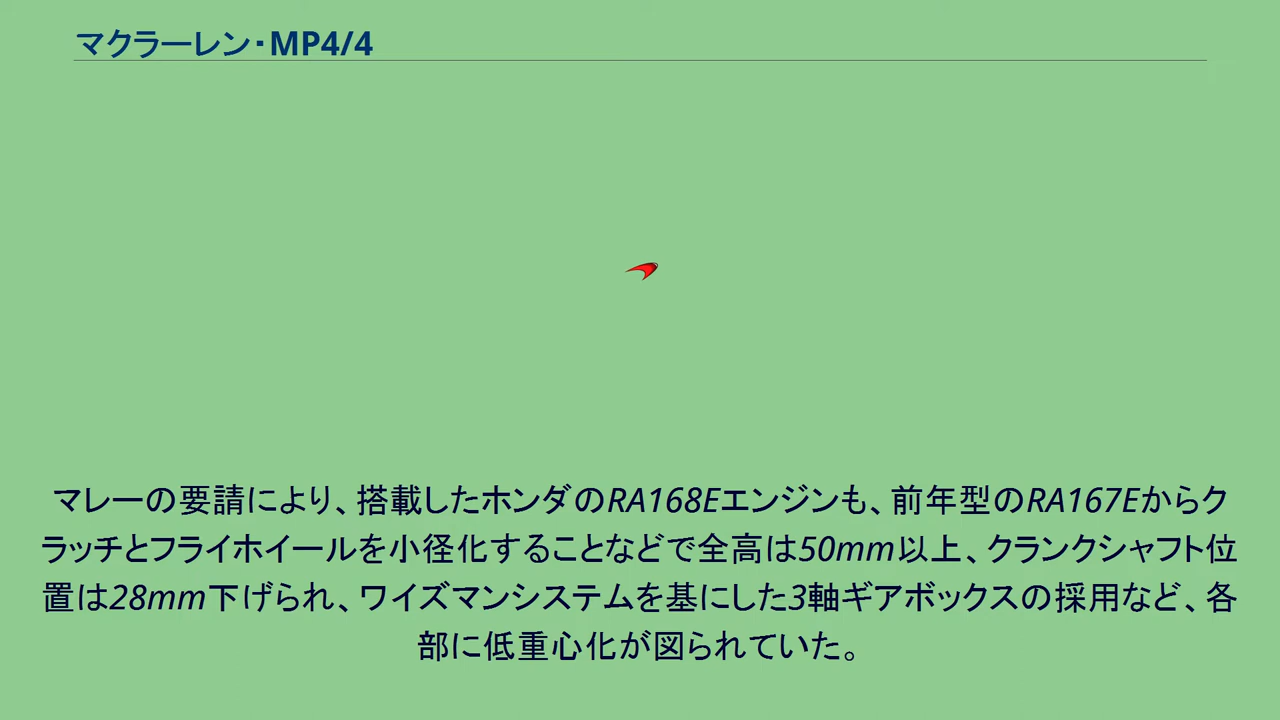 マクラーレン・MP4/4
マレーの要請により、搭載したホンダのRA168Eエンジンも、前年型のRA167Eからク
ラッチとフライホイールを小径化することなどで全高は50mm以上、クランクシャフト位
置は28mm下げられ、ワイズマンシステムを基にした3軸ギアボックスの採用など、各
部に低重心化が図られていた。